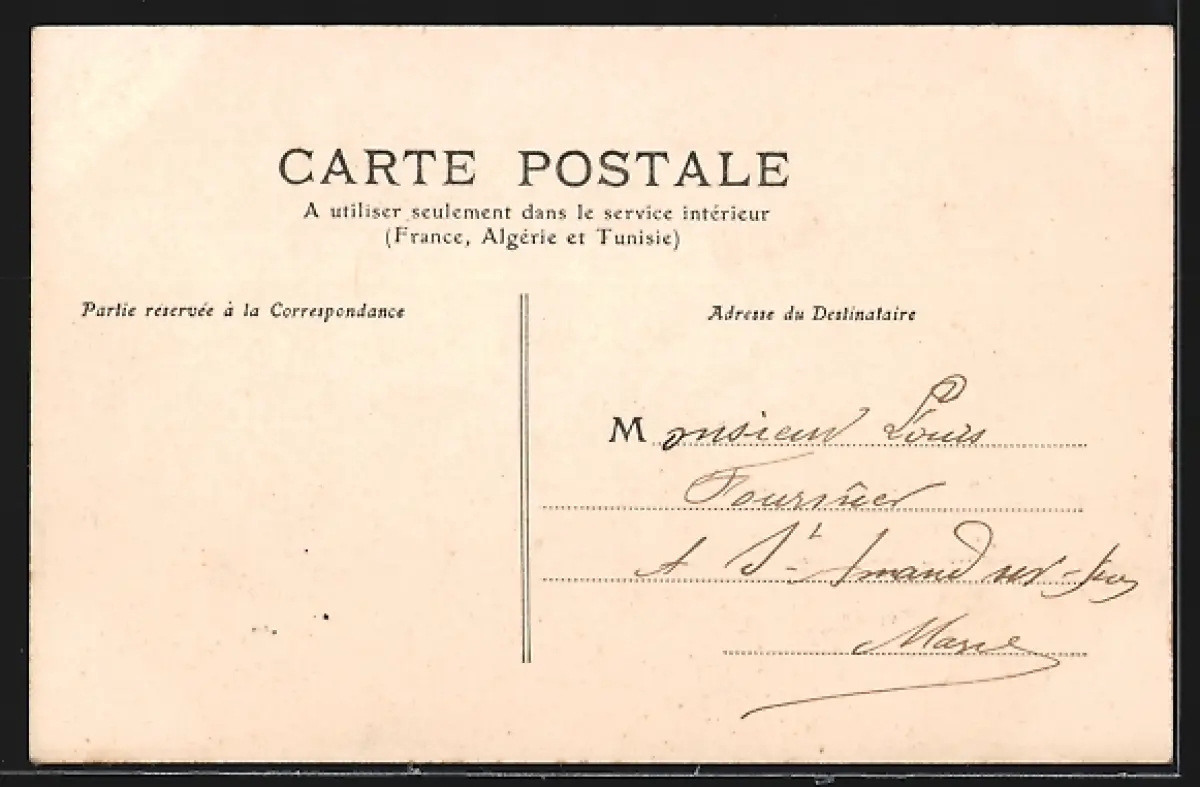 CARTE POSTALE
A utiliser seulement dans le service intérieur
(France, Algérie et Tunisie)
Partie réservée à la Correspondance
Adresse du Destinataire
Monsieur Louis
Fournier
A St Amand sur-Fion
Marne